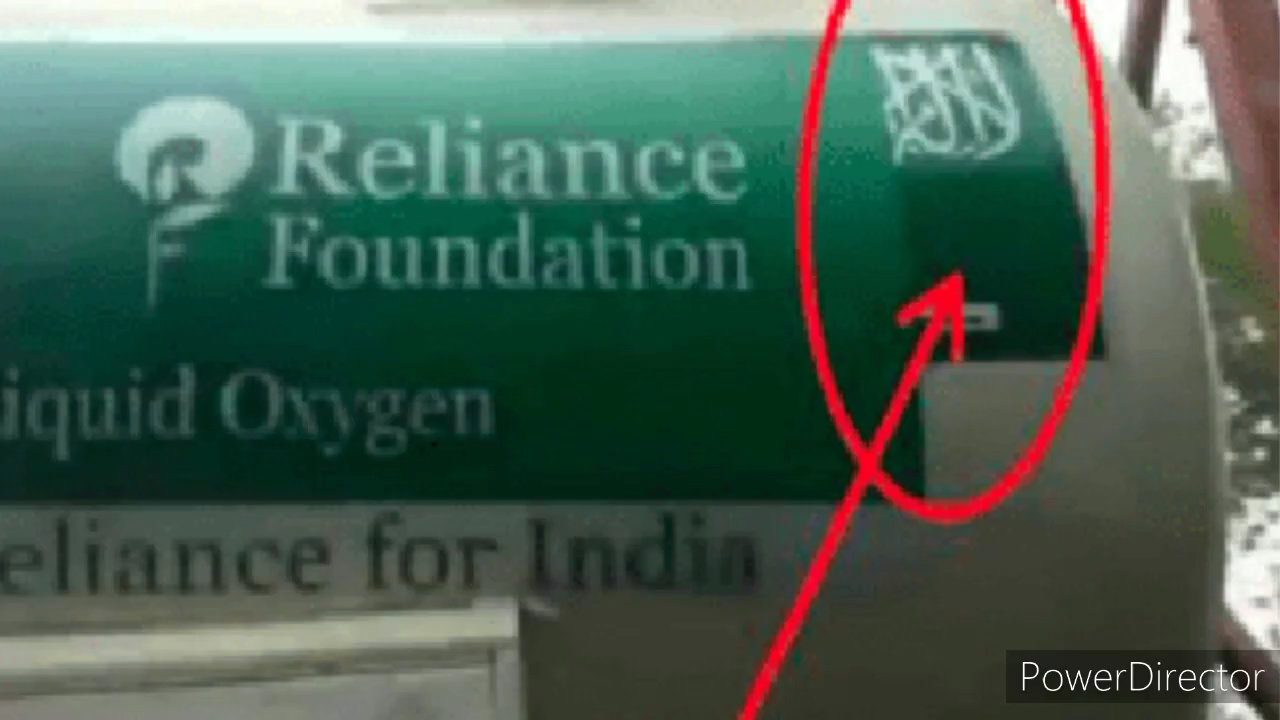 Reliance
Foundation
iquid Oxygen
eliance for India
PowerDirector